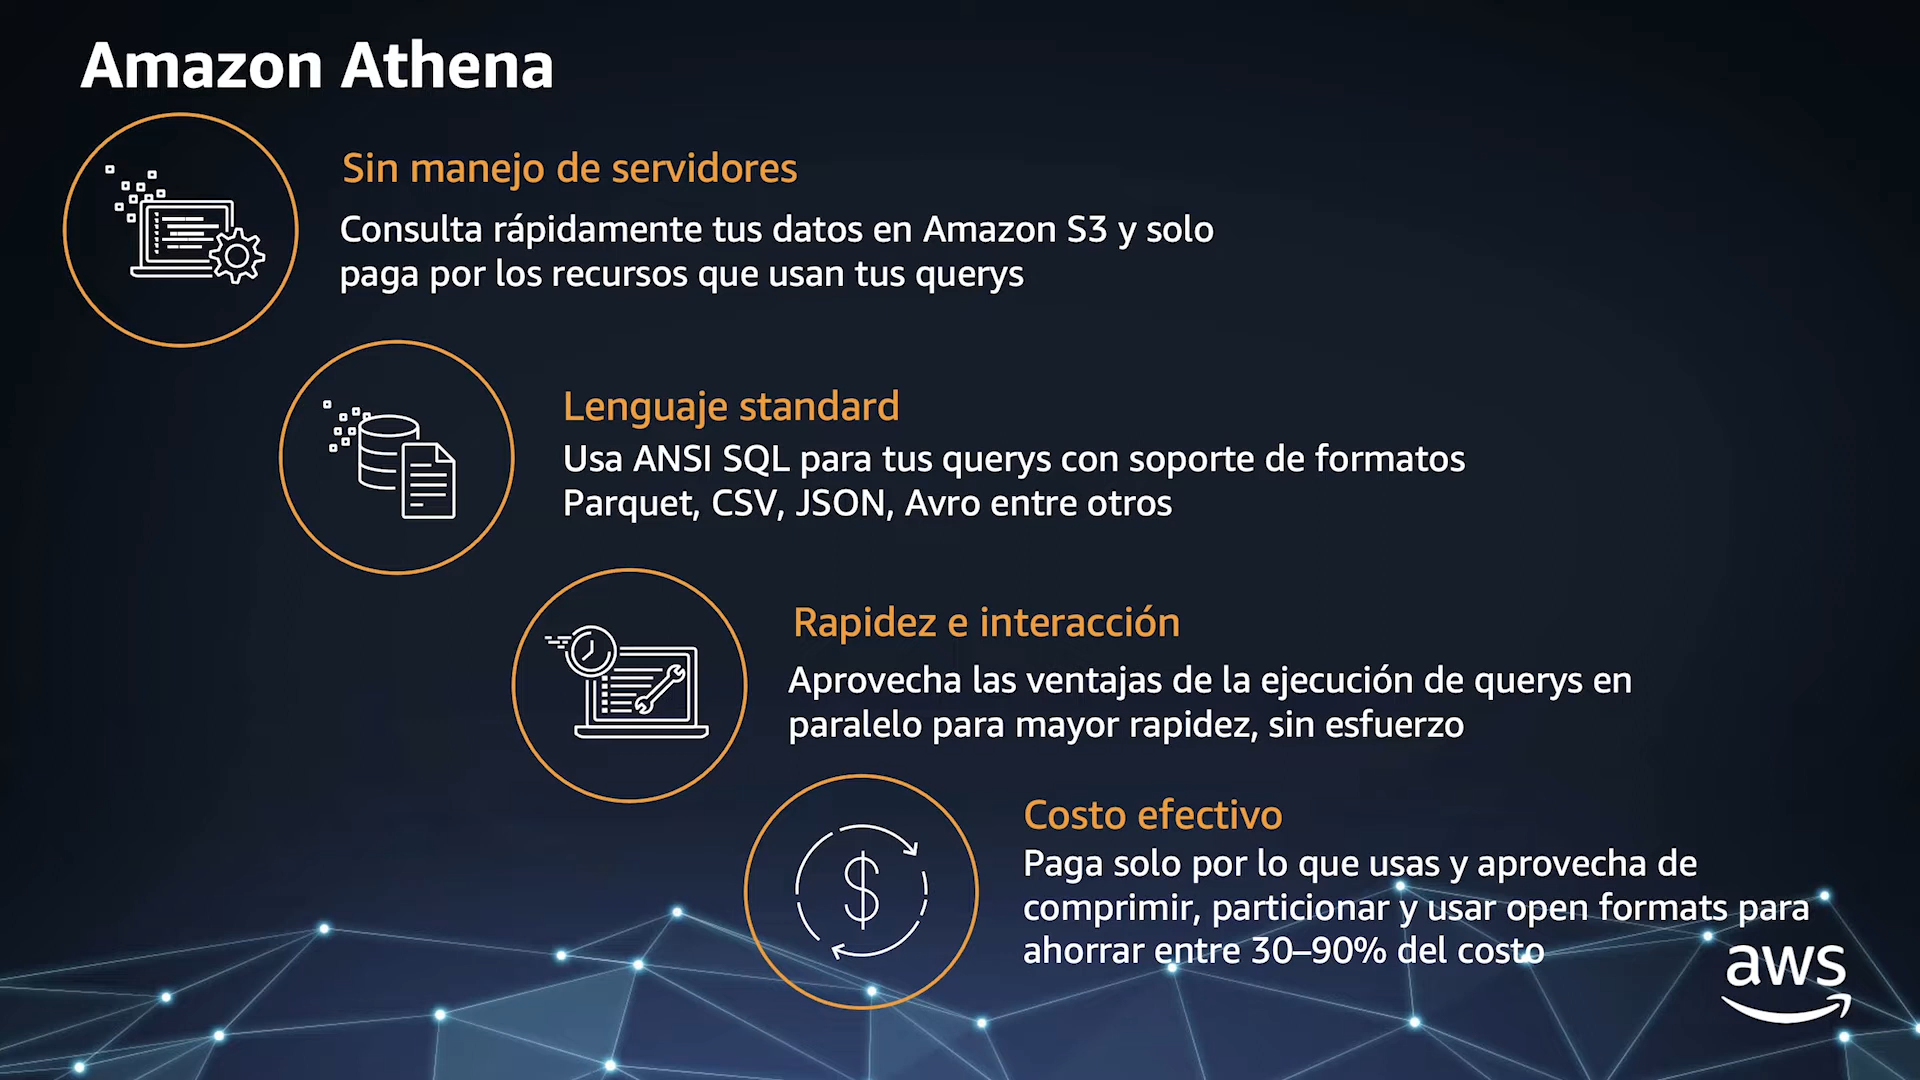 Amazon Athena
Sin manejo de servidores
Consulta rápidamente tus datos en Amazon S3 y solo
paga por los recursos que usan tus querys
Lenguaje standard
Usa ANSI SQL para tus querys con soporte de formatos
Parquet, CSV, JSON, Avro entre otros
Rapidez e interacción
Aprovecha las ventajas de la ejecución de querys en
paralelo para mayor rapidez, sin esfuerzo
Costo efectivo
Paga solo por lo que usas y aprovecha de
comprimir, particionar y usar open formats para
ahorrar entre 30–90% del costo
aws